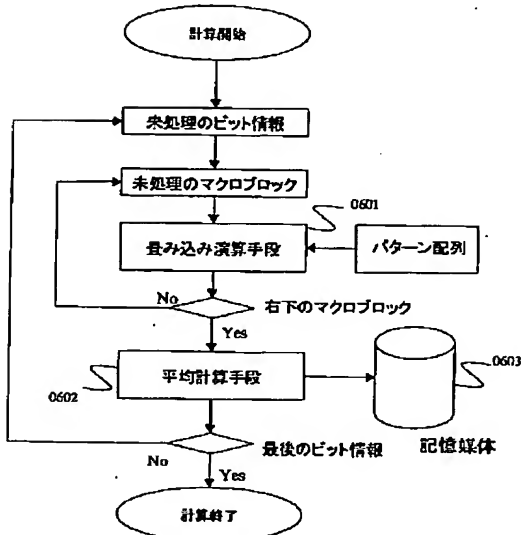 計算開始
未処理のビット情報
未処理のマクロブロック
0601
畳み込み演算手段
パターン配列
No
右下のマクロブロック
Yes
平均計算手段
0603
0602
記憶媒体
最後のビット情報
No
Yes
計算終了